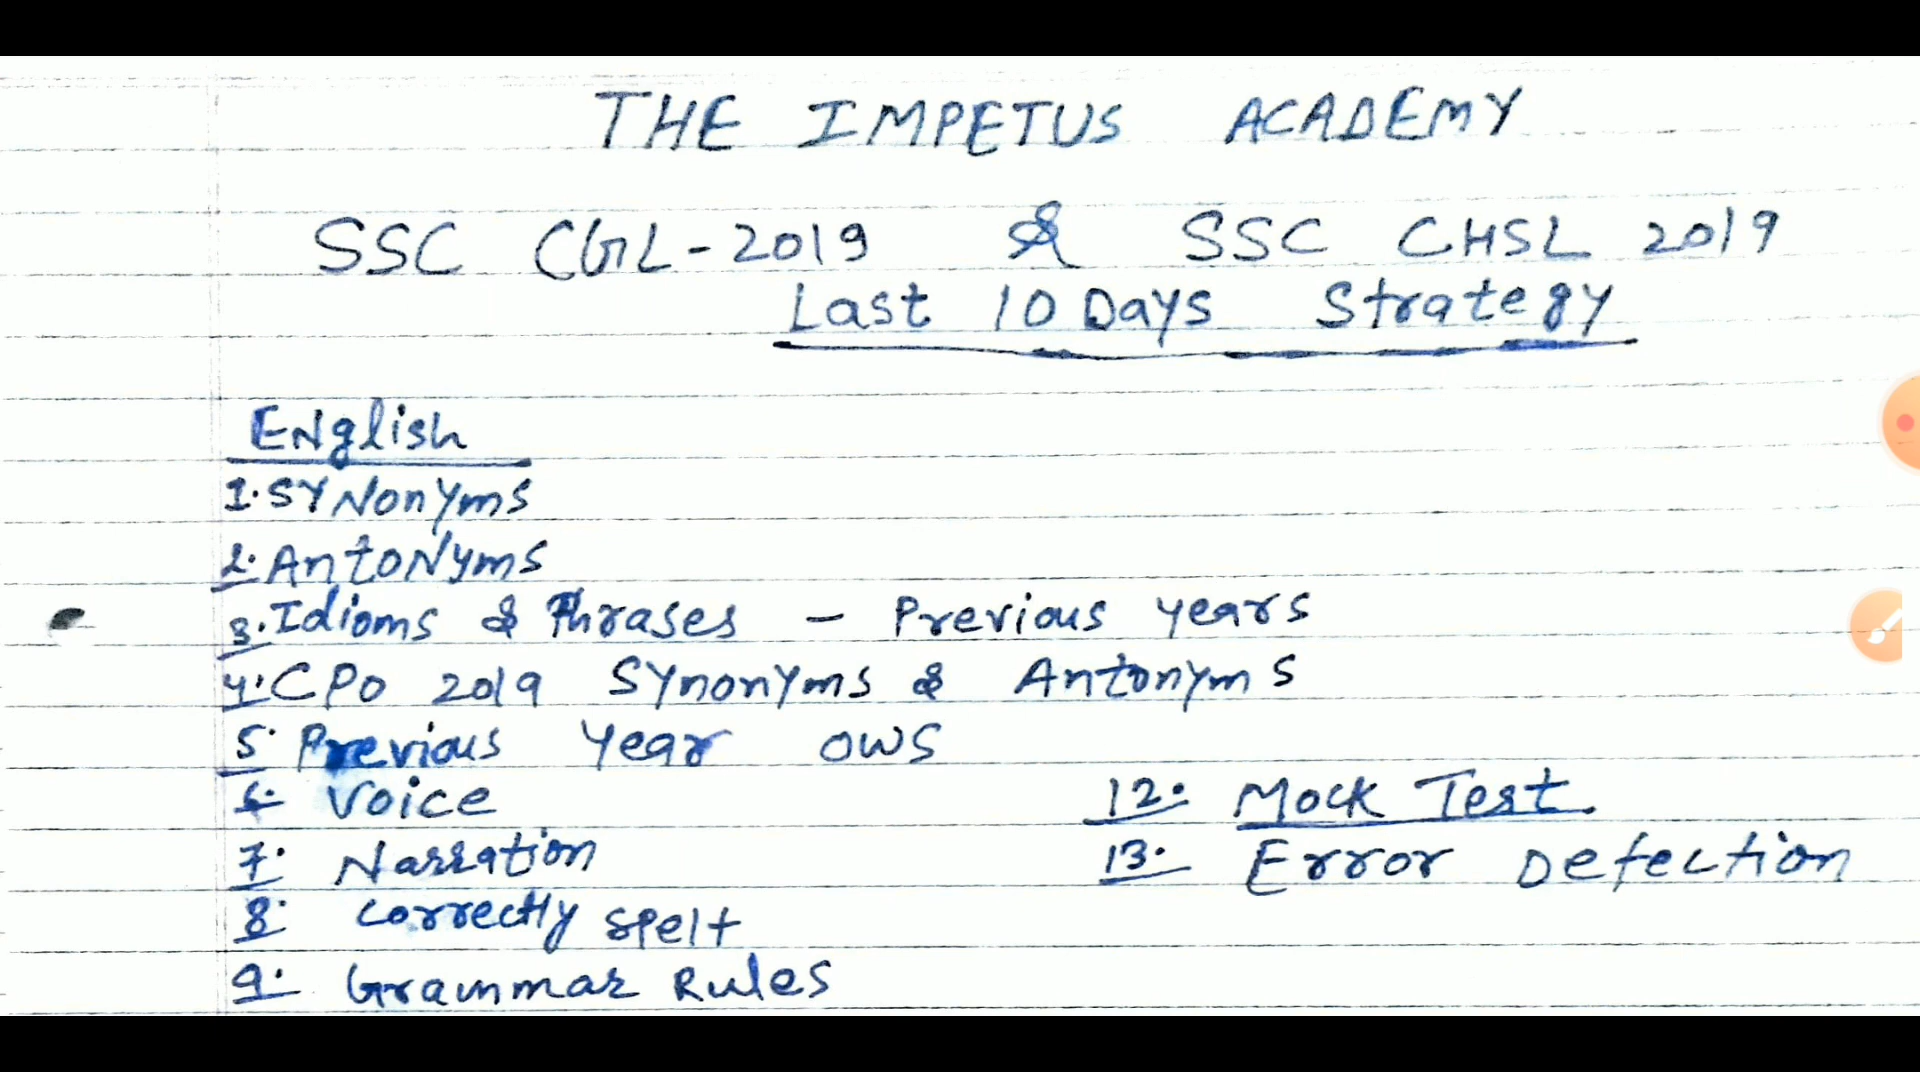 THE IMPETUS ACADEMY
SSC CGL-2019 & SSC CHSL 2019
Last 10 Days Strategy
English
1. Synonyms
2. Antonyms
3. Idioms & Phrases - Previous years
4. CPO 2019 Synonyms & Antonyms
5. Previous Year OWS
6. Voice
7. Narration
8. Correctly spelt
9. Grammar Rules
12. Mock Test.
13. Error Detection